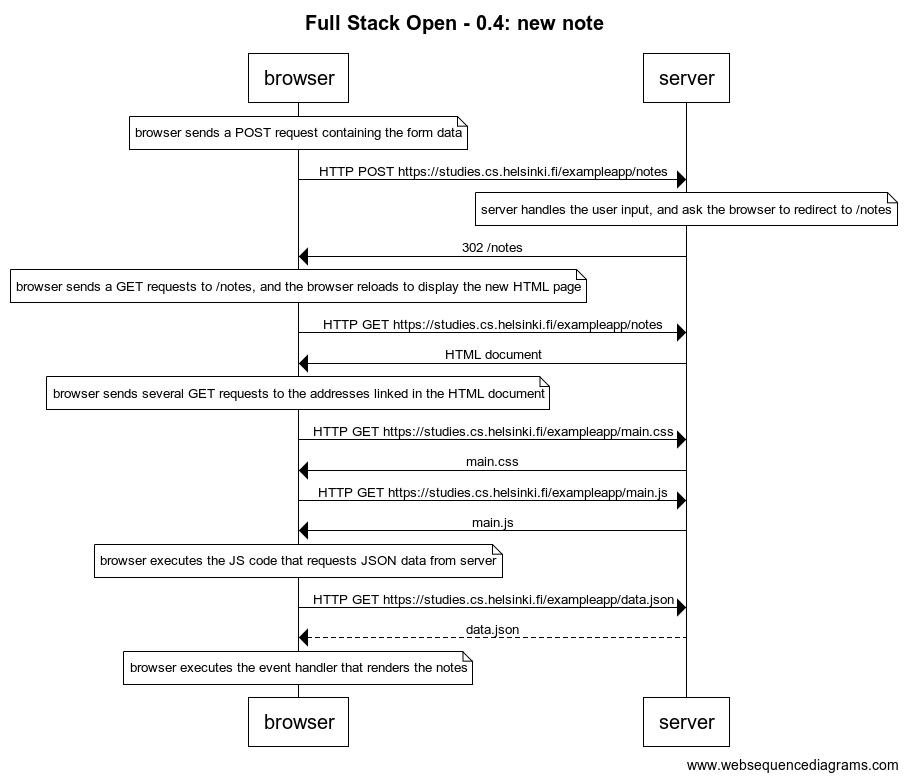 Full Stack Open - 0.4: new note
browser
server
browser sends a POST request containing the form data
HTTP POST https://studies.cs.helsinki.fi/exampleapp/notes
server handles the user input, and ask the browser to redirect to /notes
302 /notes
browser sends a GET requests to /notes, and the browser reloads to display the new HTML page
HTTP GET https://studies.cs.helsinki.fi/exampleapp/notes
HTML document
browser sends several GET requests to the addresses linked in the HTML document
HTTP GET https://studies.cs.helsinki.fi/exampleapp/main.css
main.css
HTTP GET https://studies.cs.helsinki.fi/exampleapp/main.js
main.js
browser executes the JS code that requests JSON data from server
HTTP GET https://studies.cs.helsinki.fi/exampleapp/data.json
data.json
browser executes the event handler that renders the notes
browser
server
www.websequencediagrams.com